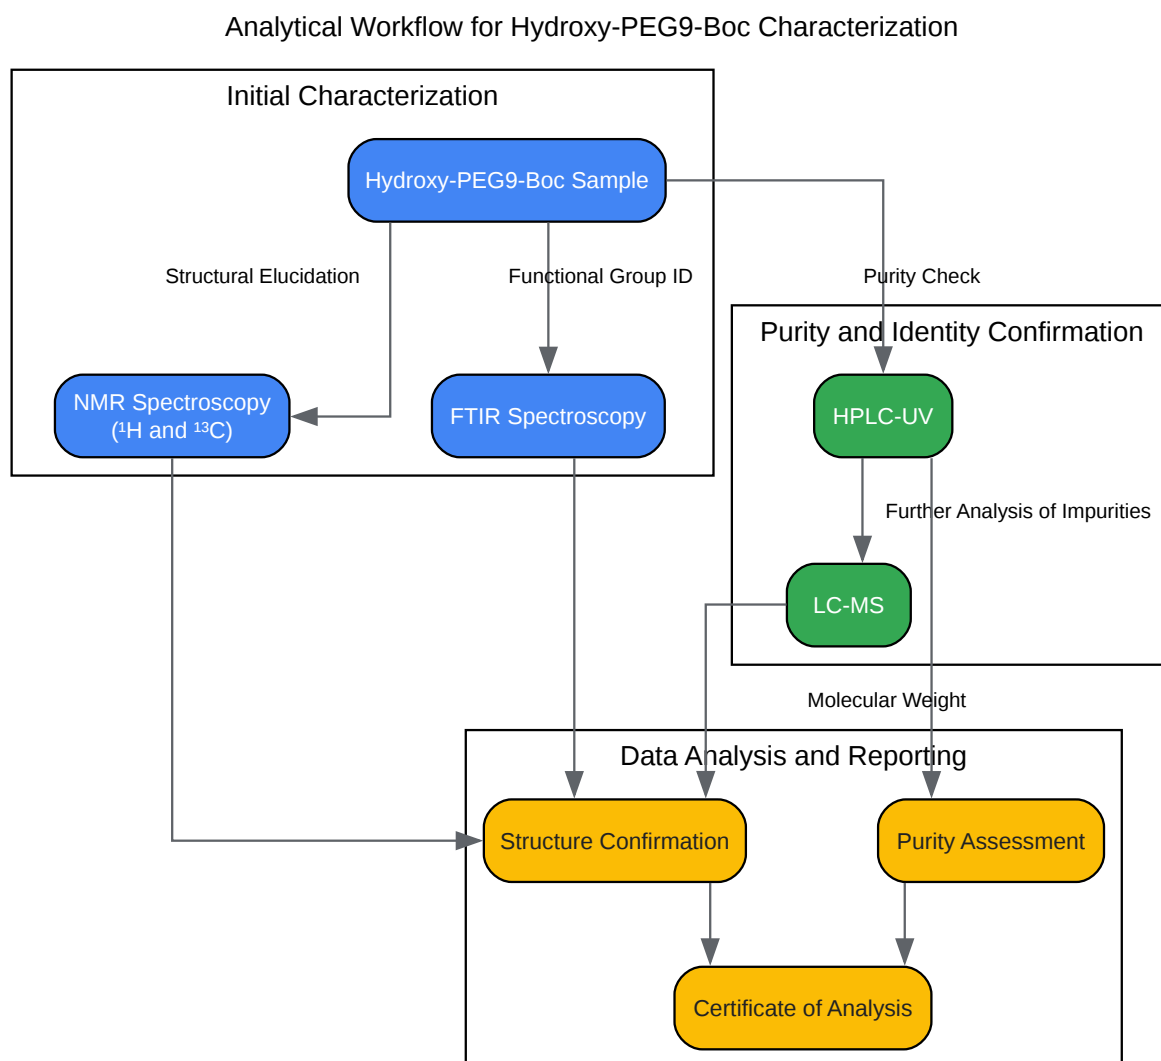 Analytical Workflow for Hydroxy-PEG9-Boc Characterization
Initial Characterization
Hydroxy-PEG9-Boc Sample
Structural Elucidation
Functional Group ID
Purity Check
Purity and Identity Confirmation
NMR Spectroscopy
(¹H and ¹³C)
FTIR Spectroscopy
HPLC-UV
Further Analysis of Impurities
LC-MS
Molecular Weight
Data Analysis and Reporting
Structure Confirmation
Purity Assessment
Certificate of Analysis